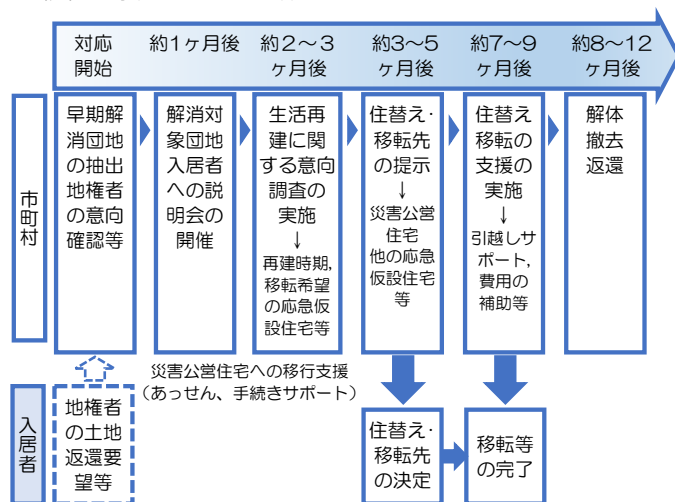 対応
開始
約1ヶ月後
約2～3
ヶ月後
約3～5
ヶ月後
約7～9
ヶ月後
約8～12
ヶ月後
市町村
早期解
消団地
の抽出
地権者
の意向
確認等
解消対
象団地
入居者
への説
明会の
開催
生活再
建に関
する意向
調査の
実施
↓
再建時期,
移転希望
の応急仮
設住宅等
住替え・
移転先
の提示
↓
災害公営
住宅
他の応急
仮設住宅
等
住替え
移転の
支援の
実施
↓
引越しサ
ポート,
費用の
補助等
解体
撤去
返還
災害公営住宅への移行支援
（あっせん、手続きサポート）
入居者
地権者
の土地
返還要
望等
住替え・
移転先
の決定
移転等
の完了